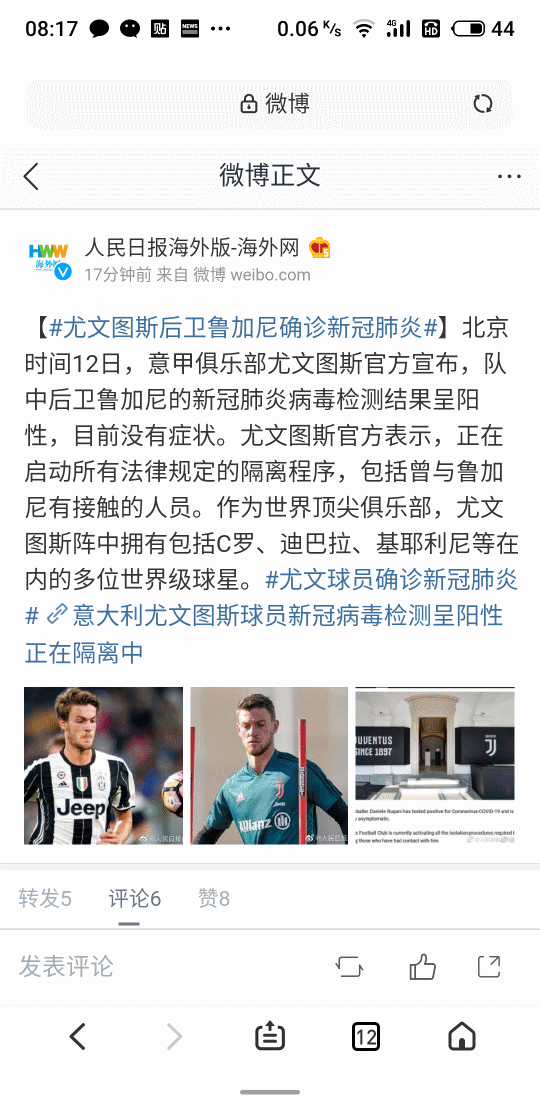 08:17 贴 NEWS ••• 0.06 K/s 4G HD 44
微博
微博正文
HWW 海外网
人民日报海外版-海外网
17分钟前 来自 微博 weibo.com
【#尤文图斯后卫鲁加尼确诊新冠肺炎#】北京
时间12日，意甲俱乐部尤文图斯官方宣布，队
中后卫鲁加尼的新冠肺炎病毒检测结果呈阳
性，目前没有症状。尤文图斯官方表示，正在
启动所有法律规定的隔离程序，包括曾与鲁加
尼有接触的人员。作为世界顶尖俱乐部，尤文
图斯阵中拥有包括C罗、迪巴拉、基耶利尼等在
内的多位世界级球星。#尤文球员确诊新冠肺炎
# 意大利尤文图斯球员新冠病毒检测呈阳性
正在隔离中
Jeep
@人民日报
Allianz
@人民日报
JUVENTUS
SINCE 1897
baller, Daniele Rugani has tested positive for Coronavirus-COVID-19 and is
y asymptomatic.
s Football Club is currently activating all the isolation procedures required
g those who have had contact with him.
转发5 评论6 赞8
发表评论
12